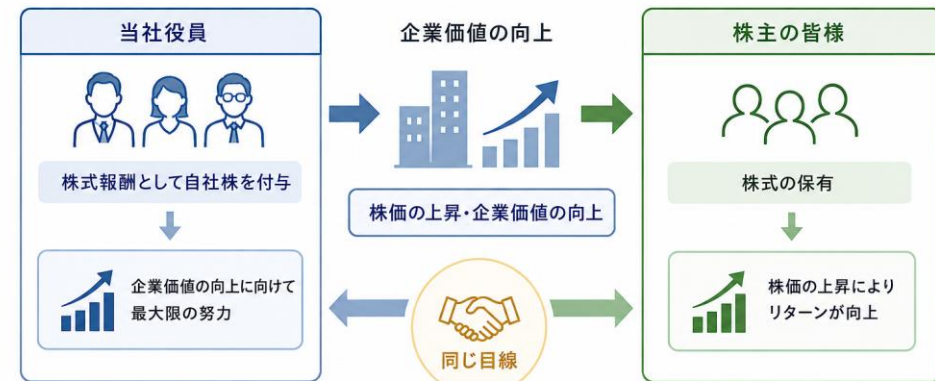 当社役員
株式報酬として自社株を付与
企業価値の向上に向けて
最大限の努力
企業価値の向上
株価の上昇・企業価値の向上
同じ目線
株主の皆様
株式の保有
株価の上昇により
リターンが向上